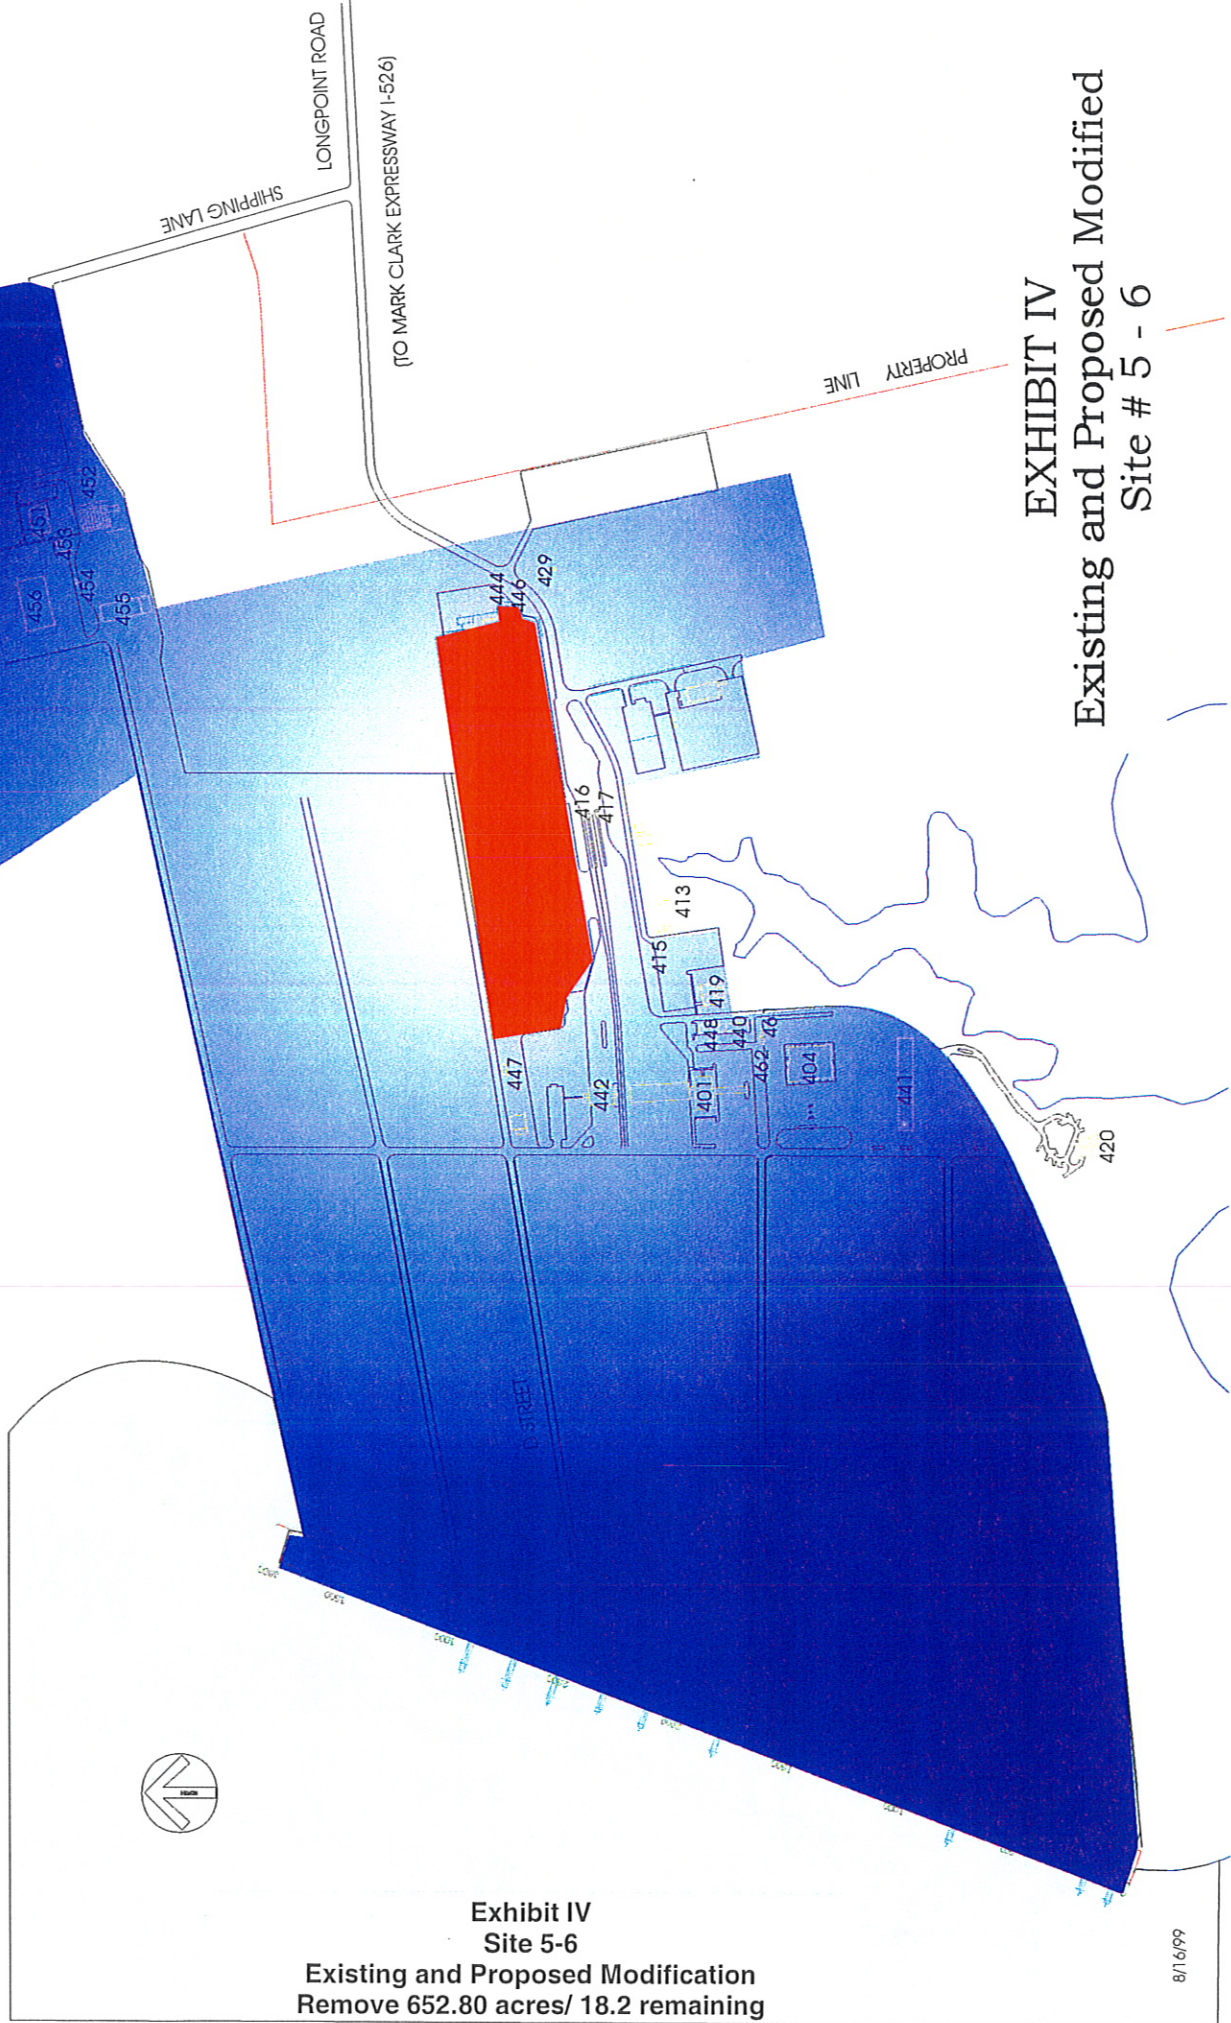 LONGPOINT ROAD
SHIPPING LANE
(TO MARK CLARK EXPRESSWAY I-526)
PROPERTY LINE
EXHIBIT IV
Existing and Proposed Modified
Site # 5 - 6
451
452
453
454
455
456
444
446
429
416
417
413
415
419
448
440
46
462
404
401
441
442
447
420
D STREET
NORTH
Exhibit IV
Site 5-6
Existing and Proposed Modification
Remove 652.80 acres/ 18.2 remaining
8/16/99